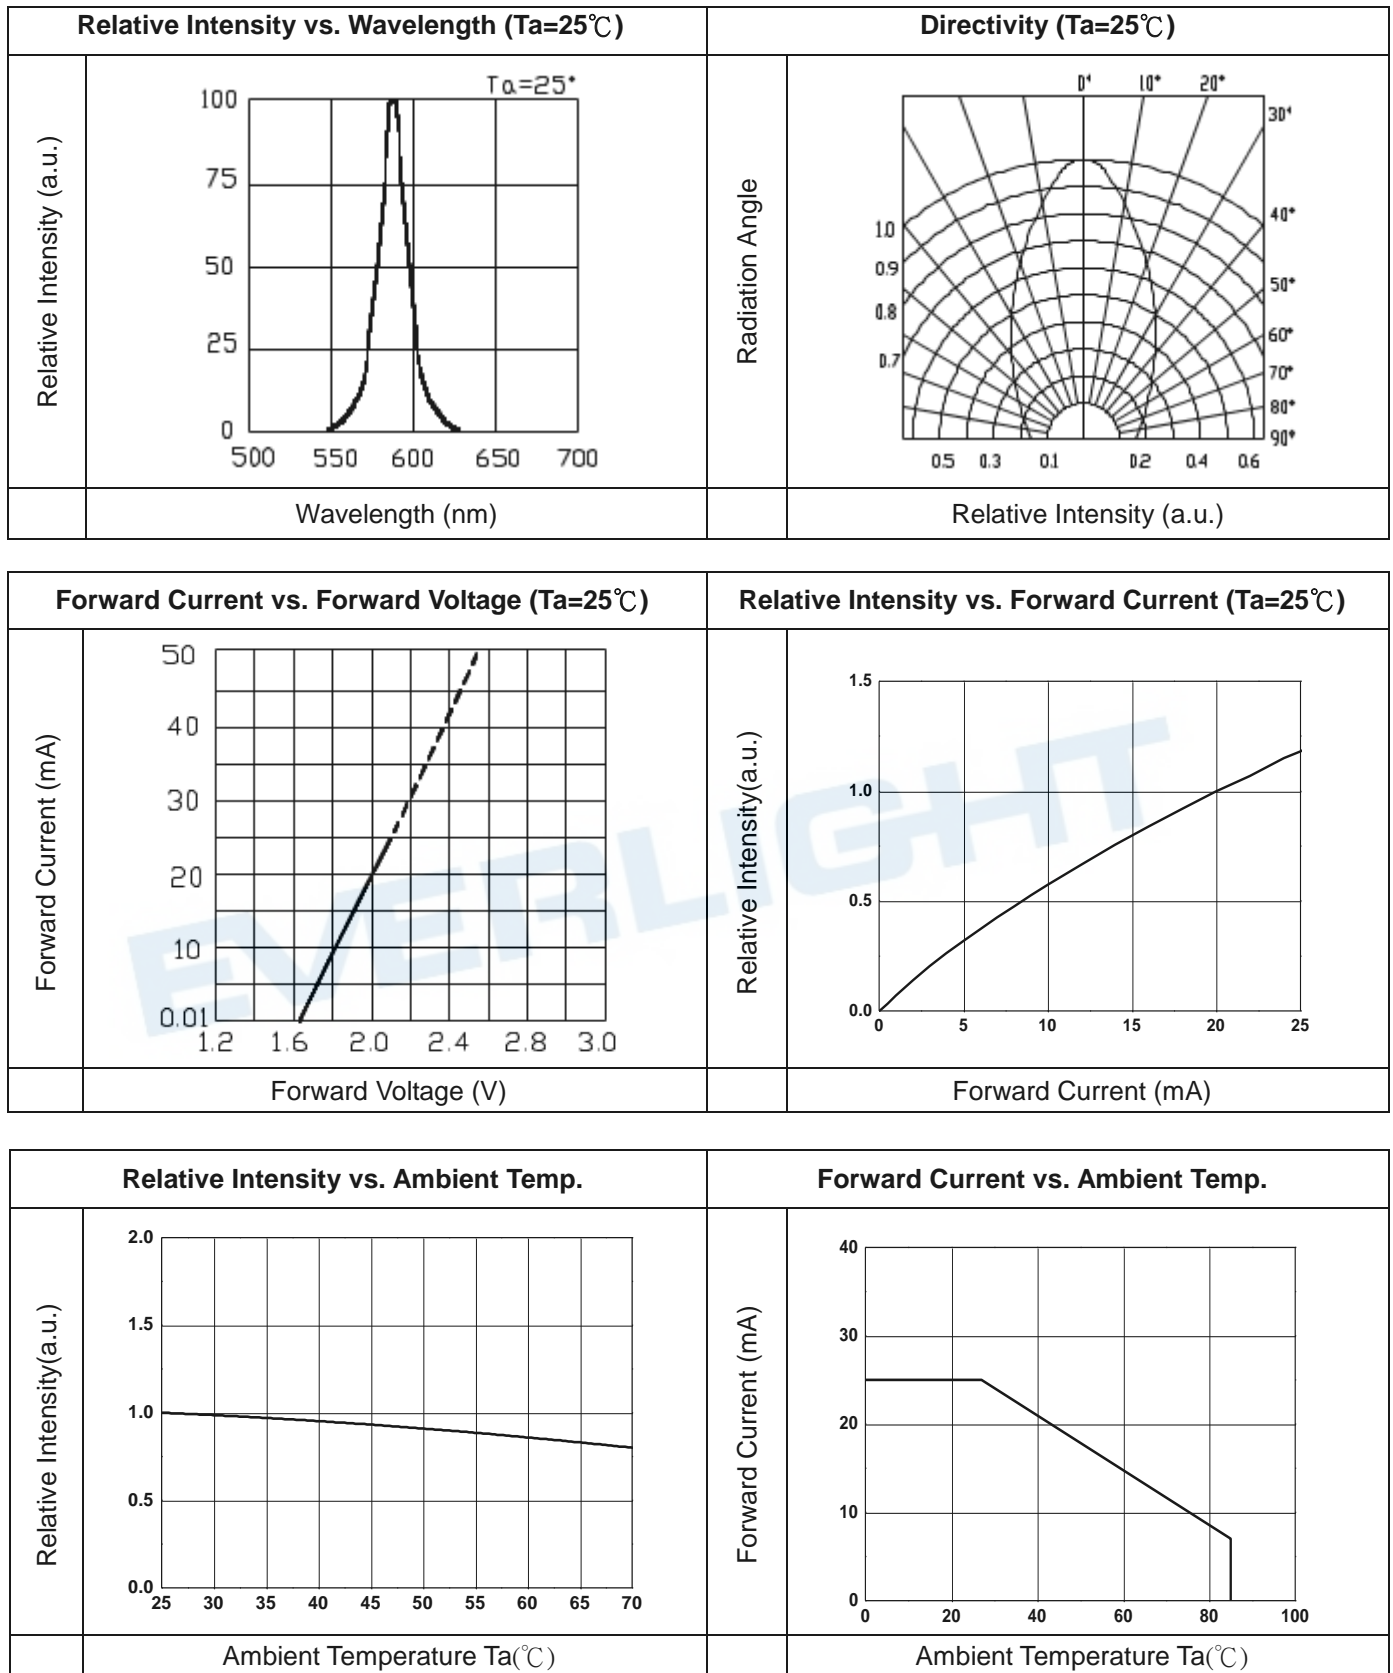 Relative Intensity vs. Wavelength (Ta=25℃)
Directivity (Ta=25℃)
Relative Intensity (a.u.)
Ta=25°
100
75
50
25
0
500 550 600 650 700
Wavelength (nm)
Radiation Angle
0° 10° 20°
30°
40°
50°
60°
70°
80°
90°
1.0
0.9
0.8
0.7
0.5 0.3 0.1 0.2 0.4 0.6
Relative Intensity (a.u.)
Forward Current vs. Forward Voltage (Ta=25℃)
Relative Intensity vs. Forward Current (Ta=25℃)
Forward Current (mA)
50
40
30
20
10
0.01
1.2 1.6 2.0 2.4 2.8 3.0
Forward Voltage (V)
Relative Intensity(a.u.)
1.5
1.0
0.5
0.0
0 5 10 15 20 25
Forward Current (mA)
EVERLIGHT
Relative Intensity vs. Ambient Temp.
Forward Current vs. Ambient Temp.
Relative Intensity(a.u.)
2.0
1.5
1.0
0.5
0.0
25 30 35 40 45 50 55 60 65 70
Ambient Temperature Ta(℃)
Forward Current (mA)
40
30
20
10
0
0 20 40 60 80 100
Ambient Temperature Ta(℃)